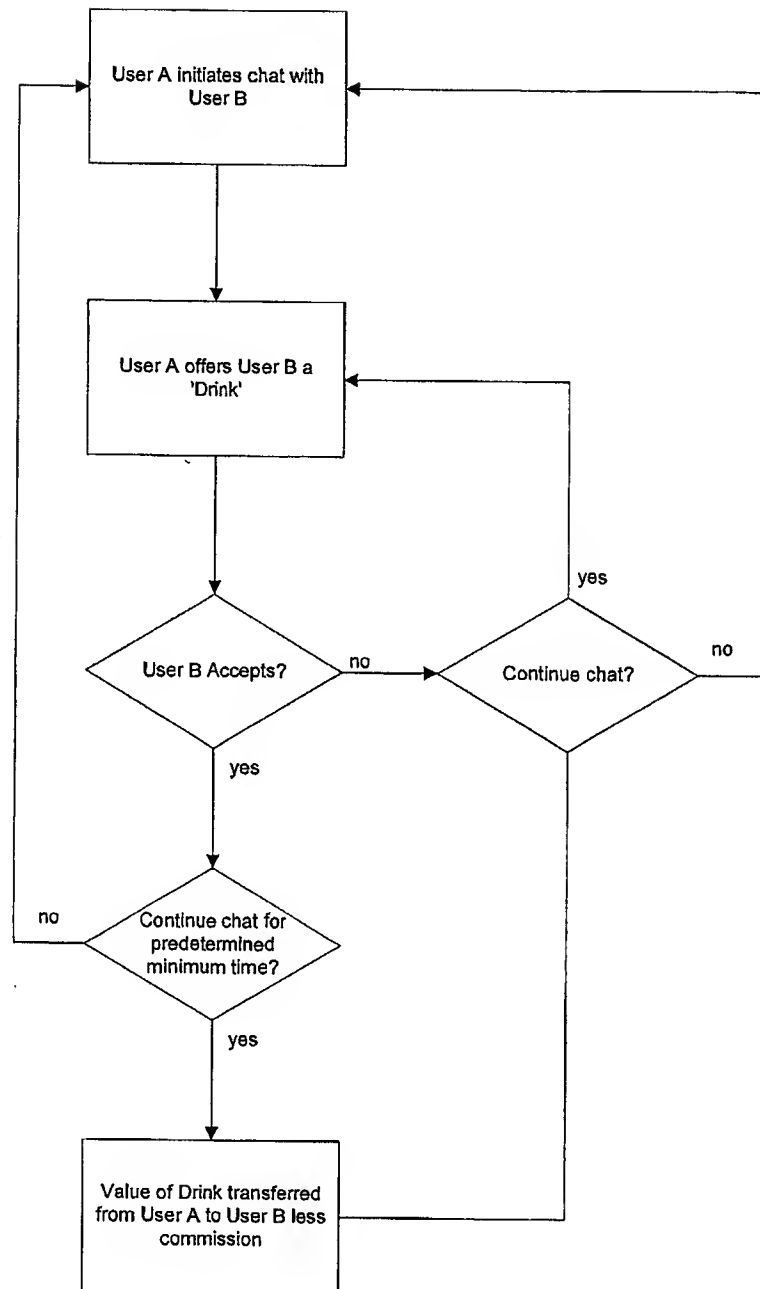 User A initiates chat with
User B
User A offers User B a
'Drink'
yes
User B Accepts?
no
Continue chat?
no
yes
no
Continue chat for
predetermined
minimum time?
yes
Value of Drink transferred
from User A to User B less
commission